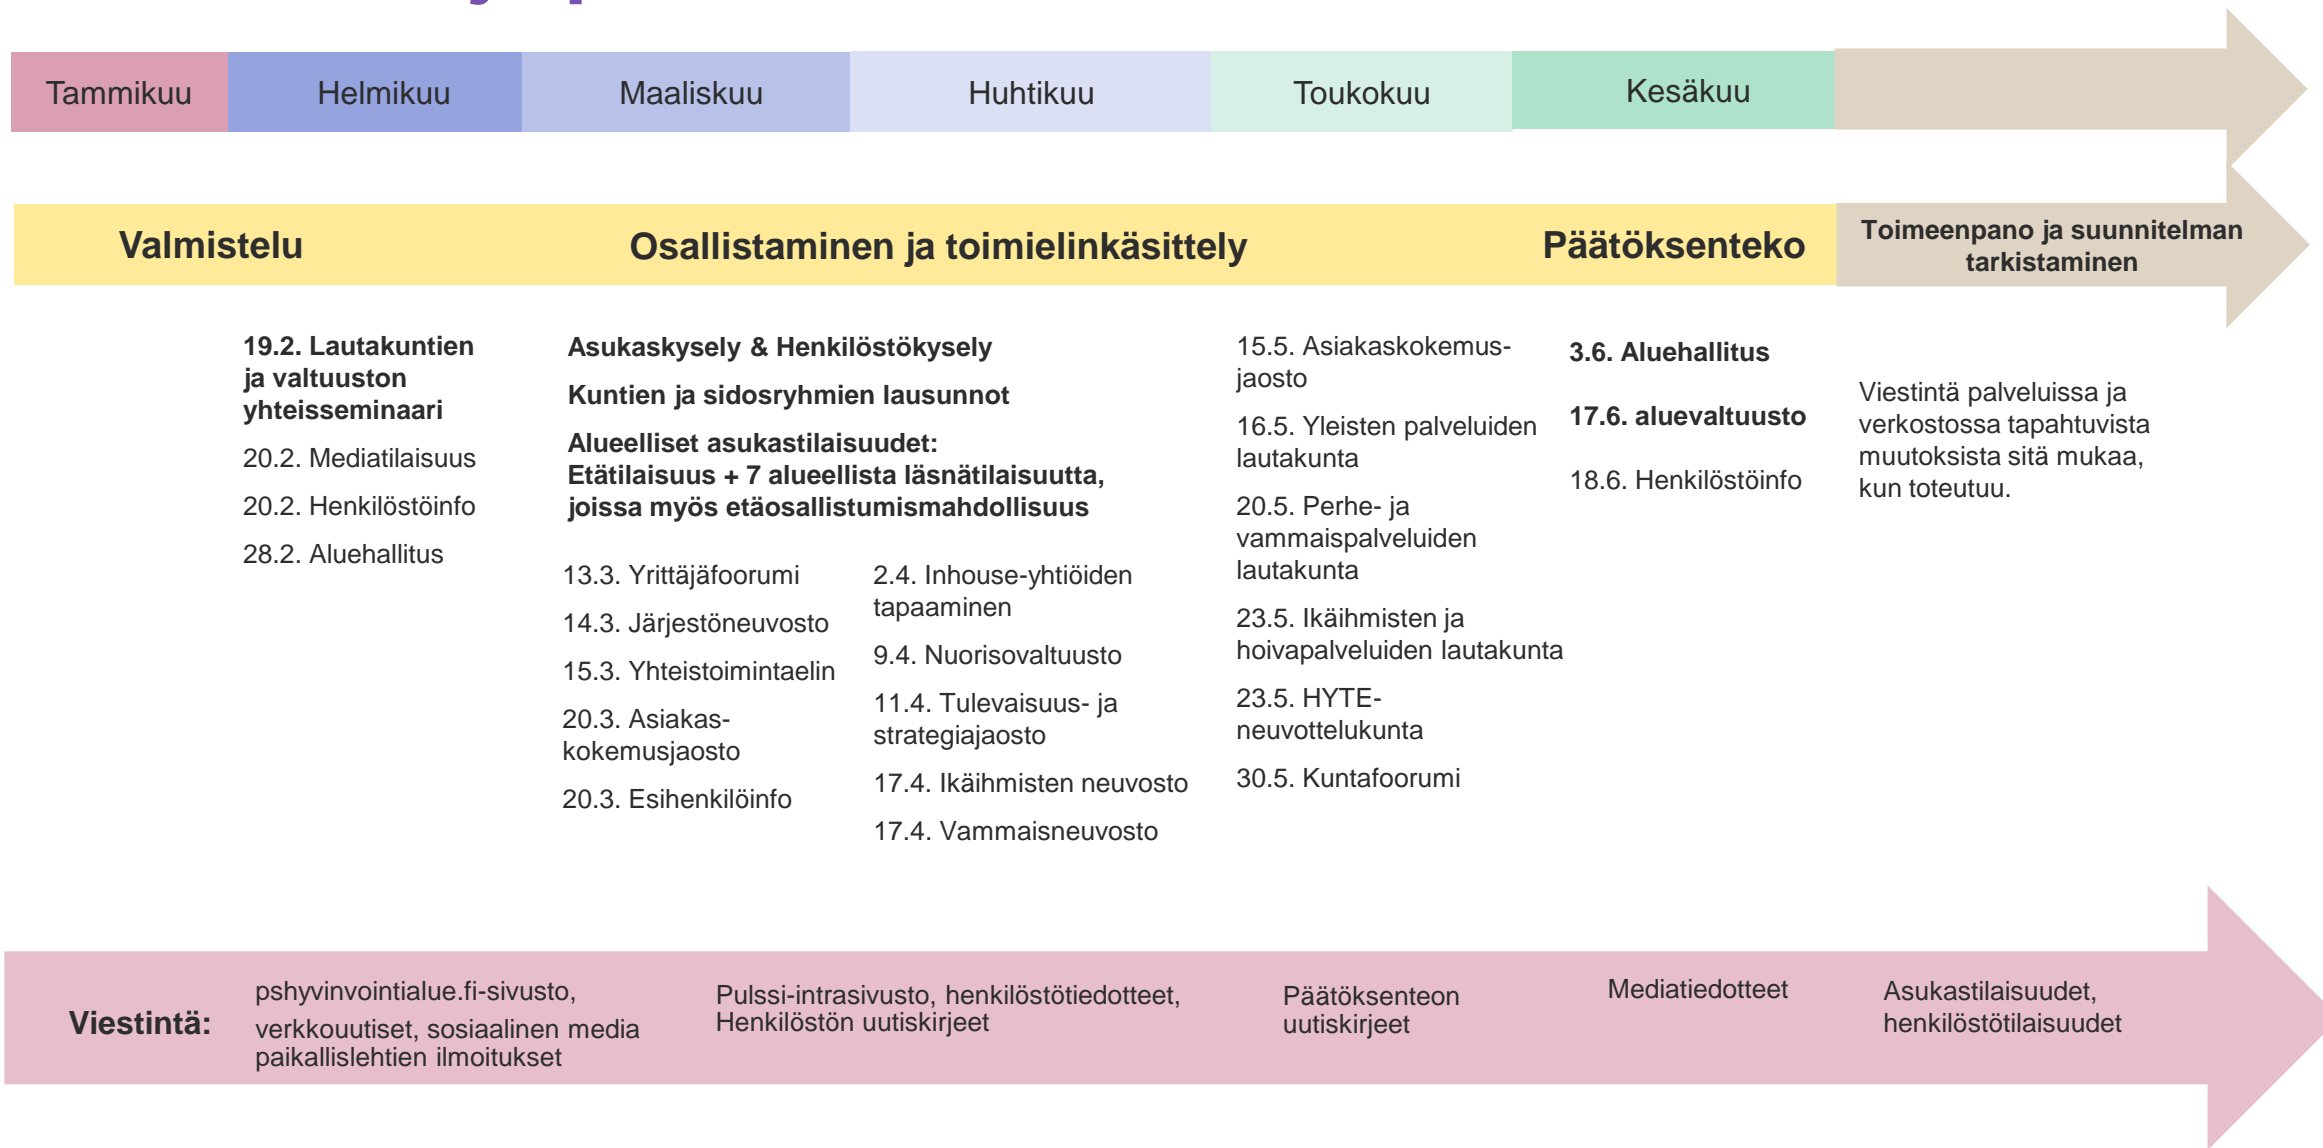 Tammikuu
Helmikuu
Maaliskuu
Huhtikuu
Toukokuu
Kesäkuu
Valmistelu
Osallistaminen ja toimielinkäsittely
Päätöksenteko
Toimeenpano ja suunnitelman
tarkistaminen
19.2. Lautakuntien
ja valtuuston
yhteisseminaari
20.2. Mediatilaisuus
20.2. Henkilöstöinfo
28.2. Aluehallitus
Asukaskysely & Henkilöstökysely
Kuntien ja sidosryhmien lausunnot
Alueelliset asukastilaisuudet:
Etätilaisuus + 7 alueellista läsnätilaisuutta,
joissa myös etäosallistumismahdollisuus
13.3. Yrittäjäfoorumi
14.3. Järjestöneuvosto
15.3. Yhteistoimintaelin
20.3. Asiakas-
kokemusjaosto
20.3. Esihenkilöinfo
2.4. Inhouse-yhtiöiden
tapaaminen
9.4. Nuorisovaltuusto
11.4. Tulevaisuus- ja
strategiajaosto
17.4. Ikäihmisten neuvosto
17.4. Vammaisneuvosto
15.5. Asiakaskokemus-
jaosto
16.5. Yleisten palveluiden
lautakunta
20.5. Perhe- ja
vammaispalveluiden
lautakunta
23.5. Ikäihmisten ja
hoivapalveluiden lautakunta
23.5. HYTE-
neuvottelukunta
30.5. Kuntafoorumi
3.6. Aluehallitus
17.6. aluevaltuusto
18.6. Henkilöstöinfo
Viestintä palveluissa ja
verkostossa tapahtuvista
muutoksista sitä mukaa,
kun toteutuu.
Viestintä:
pshyvinvointialue.fi-sivusto,
verkkouutiset, sosiaalinen media
paikallislehtien ilmoitukset
Pulssi-intrasivusto, henkilöstötiedotteet,
Henkilöstön uutiskirjeet
Päätöksenteon
uutiskirjeet
Mediatiedotteet
Asukastilaisuudet,
henkilöstötilaisuudet